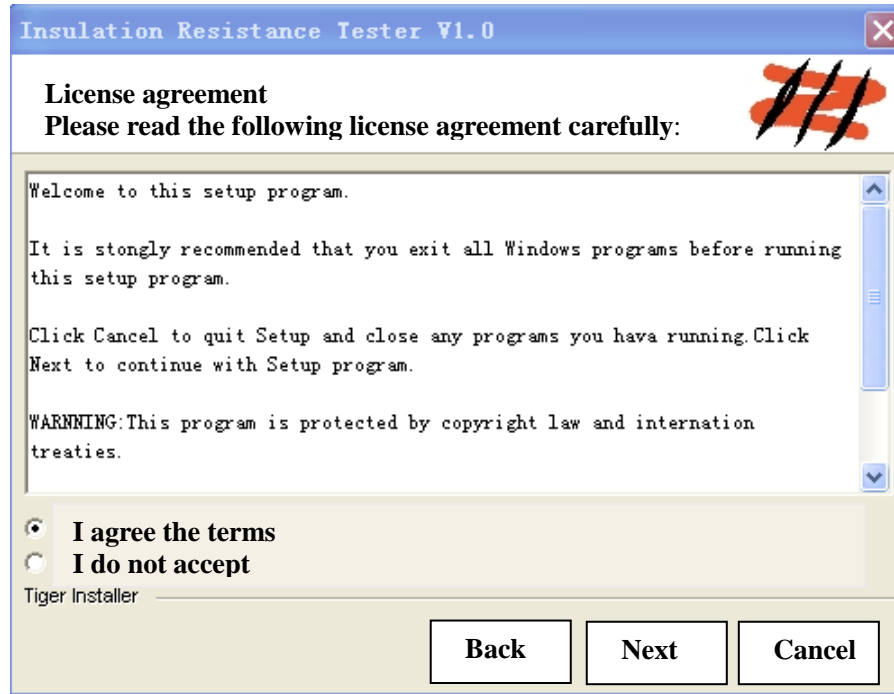 Insulation Resistance Tester V1.0
License agreement
Please read the following license agreement carefully:
Welcome to this setup program.
It is stongly recommended that you exit all Windows programs before running
this setup program.
Click Cancel to quit Setup and close any programs you hava running.Click
Next to continue with Setup program.
WARNNING:This program is protected by copyright law and internation
treaties.
I agree the terms
I do not accept
Tiger Installer
Back
Next
Cancel